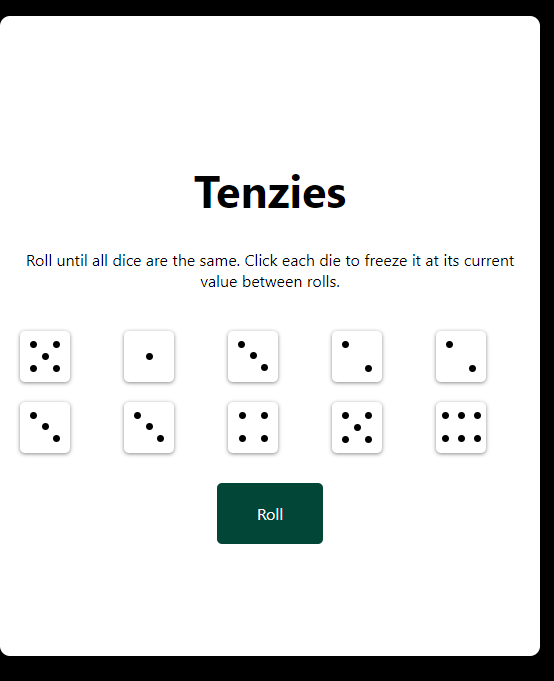 Tenzies
Roll until all dice are the same. Click each die to freeze it at its current
value between rolls.
Roll